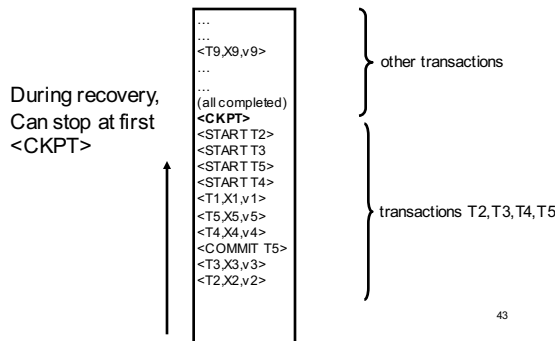 During recovery,
Can stop at first
<CKPT>
…
…
<T9,X9,v9>
…
…
(all completed)
<CKPT>
<START T2>
<START T3
<START T5>
<START T4>
<T1,X1,v1>
<T5,X5,v5>
<T4,X4,v4>
<COMMIT T5>
<T3,X3,v3>
<T2,X2,v2>
other transactions
transactions T2,T3,T4,T5
43